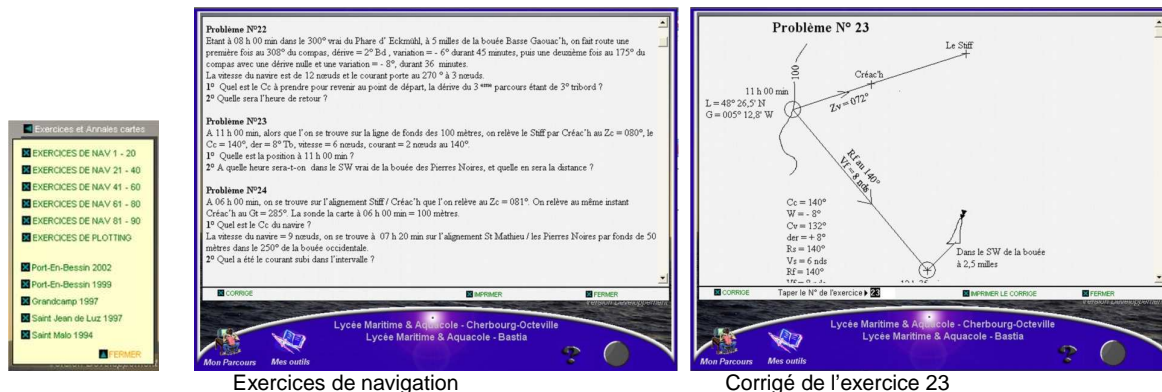 Exercices et Annales cartes
EXERCICES DE NAV 1 - 20
EXERCICES DE NAV 21 - 40
EXERCICES DE NAV 41 - 60
EXERCICES DE NAV 61 - 80
EXERCICES DE NAV 81 - 90
EXERCICES DE PLOTTING
Port-En-Bessin 2002
Port-En-Bessin 1999
Grandcamp 1997
Saint Jean de Luz 1997
Saint Malo 1994
FERMER
Problème N°22
Etant à 08 h 00 min dans le 300° vrai du Phare d' Eckmühl, à 5 milles de la bouée Basse Gaouac'h, on fait route une
première fois au 308° du compas, dérive = 2° Bd , variation = - 6° durant 45 minutes, puis une deuxième fois au 175° du
compas avec une dérive nulle et une variation = - 8°, durant 36 minutes.
La vitesse du navire est de 12 nœuds et le courant porte au 270 ° à 3 nœuds.
1° Quel est le Cc à prendre pour revenir au point de départ, la dérive du 3 ème parcours étant de 3° tribord ?
2° Quelle sera l'heure de retour ?
Problème N°23
A 11 h 00 min, alors que l'on se trouve sur la ligne de fonds des 100 mètres, on relève le Stiff par Créac'h au Zc = 080°, le
Cc = 140°, der = 8° Tb, vitesse = 6 nœuds, courant = 2 nœuds au 140°.
1° Quelle est la position à 11 h 00 min ?
2° A quelle heure sera-t-on dans le SW vrai de la bouée des Pierres Noires, et quelle en sera la distance ?
Problème N°24
A 06 h 00 min, on se trouve sur l'alignement Stiff / Créac'h que l'on relève au Zc = 081°. On relève au même instant
Créac'h au Gt = 285°. La sonde la carte à 06 h 00 min = 100 mètres.
1° Quel est le Cc du navire ?
La vitesse du navire = 9 nœuds, on se trouve à 07 h 20 min sur l'alignement St Mathieu / les Pierres Noires par fonds de 50
mètres dans le 250° de la bouée occidentale.
2° Quel a été le courant subi dans l'intervalle ?
CORRIGE
IMPRIMER
FERMER
Lycée Maritime & Aquacole - Cherbourg-Octeville
Lycée Maritime & Aquacole - Bastia
Mon Parcours
Mes outils
Exercices de navigation
Problème N° 23
Le Stiff
100
Créac'h
11 h 00 min
L = 48° 26,5' N
G = 005° 12,8' W
Zv = 072°
Rf au 140°
Vf = 8 nds
Cc = 140°
W = - 8°
Cv = 132°
der = + 8°
Rs = 140°
Vs = 6 nds
Rf = 140°
Dans le SW de la bouée
à 2,5 milles
CORRIGE
Taper le N° de l'exercice
23
IMPRIMER LE CORRIGE
FERMER
Lycée Maritime & Aquacole - Cherbourg-Octeville
Lycée Maritime & Aquacole - Bastia
Mon Parcours
Mes outils
Corrigé de l'exercice 23